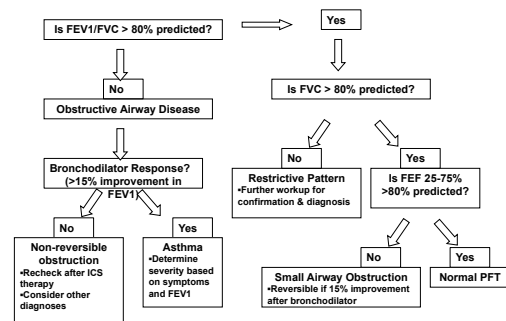 Is FEV1/FVC > 80% predicted?
Yes
No
Obstructive Airway Disease
Is FVC > 80% predicted?
Bronchodilator Response?
(>15% improvement in
FEV1)
No
Restrictive Pattern
•Further workup for
confirmation & diagnosis
Yes
Is FEF 25-75%
>80% predicted?
No
Non-reversible
obstruction
•Recheck after ICS
therapy
•Consider other
diagnoses
Yes
Asthma
•Determine
severity based
on symptoms
and FEV1
No
Small Airway Obstruction
•Reversible if 15% improvement
after bronchodilator
Yes
Normal PFT